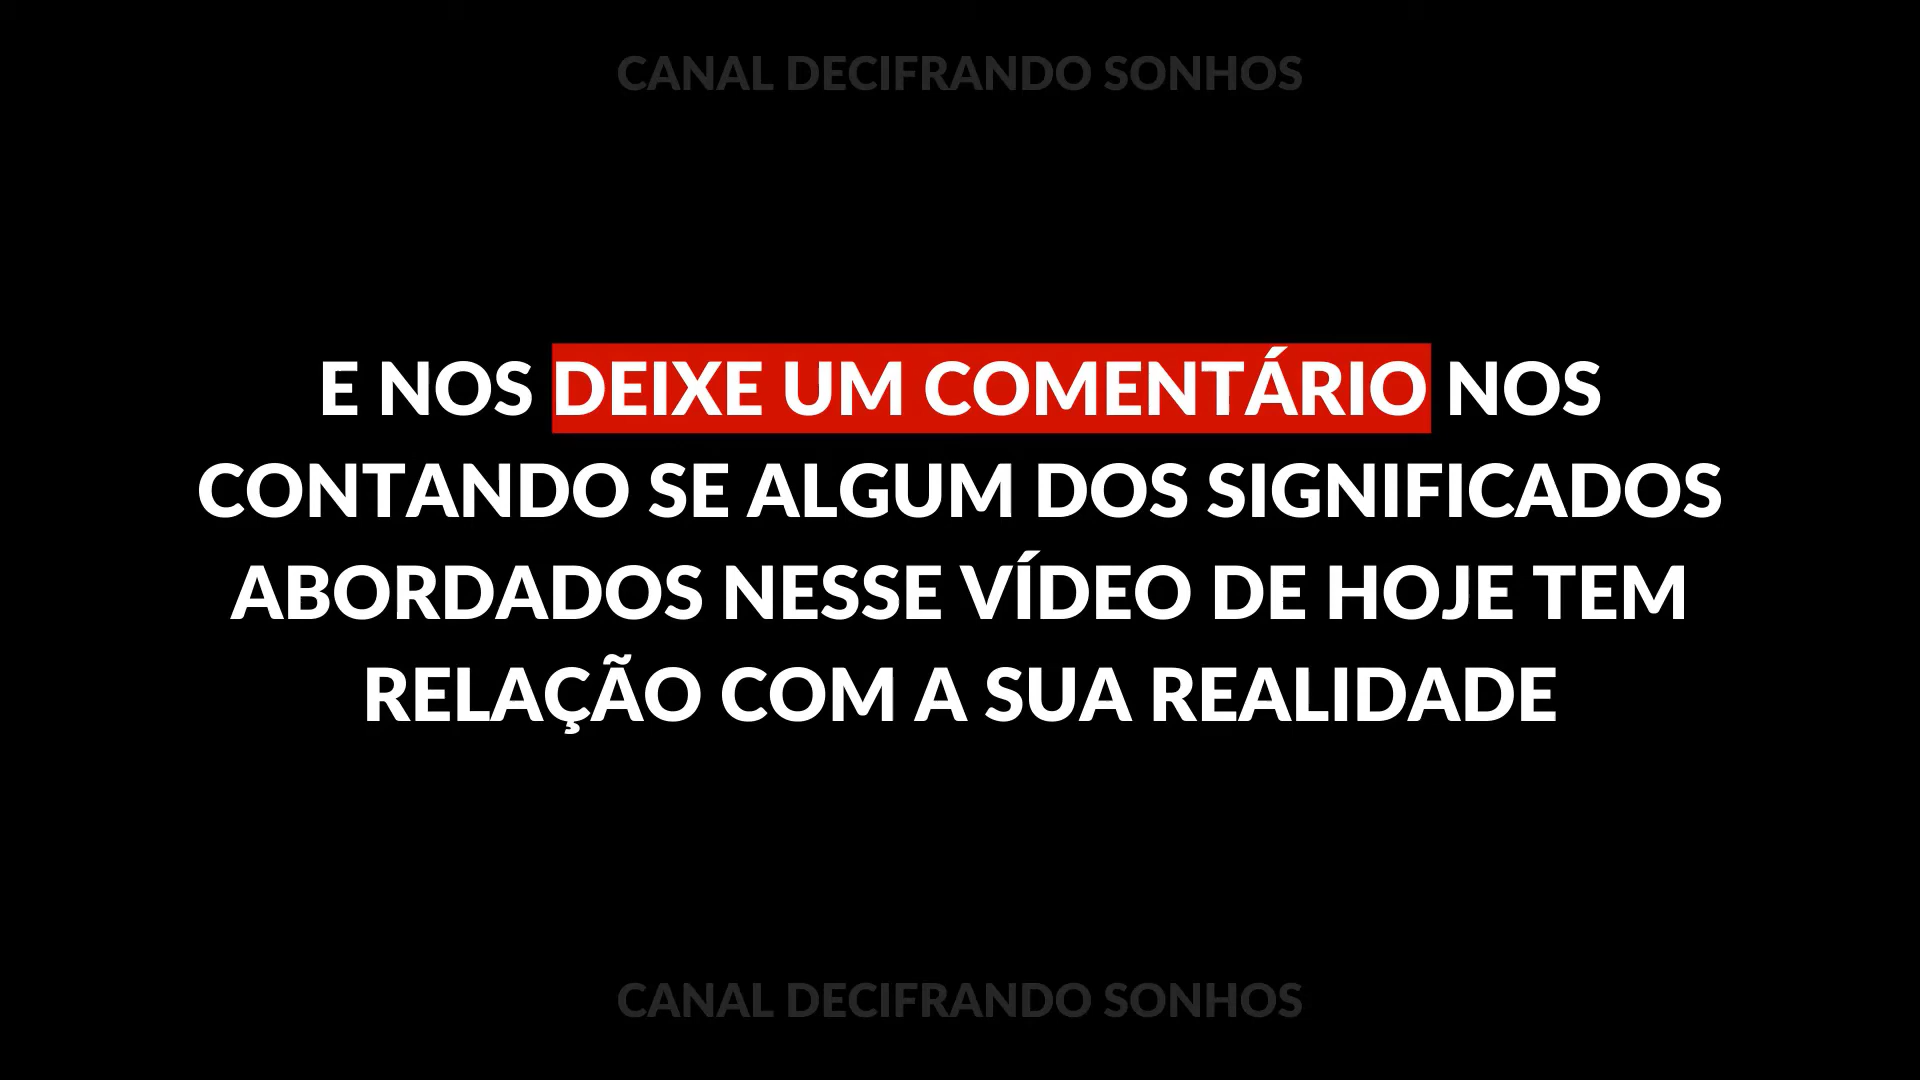 CANAL DECIFRANDO SONHOS
E NOS DEIXE UM COMENTÁRIO NOS
CONTANDO SE ALGUM DOS SIGNIFICADOS
ABORDADOS NESSE VÍDEO DE HOJE TEM
RELAÇÃO COM A SUA REALIDADE
CANAL DECIFRANDO SONHOS